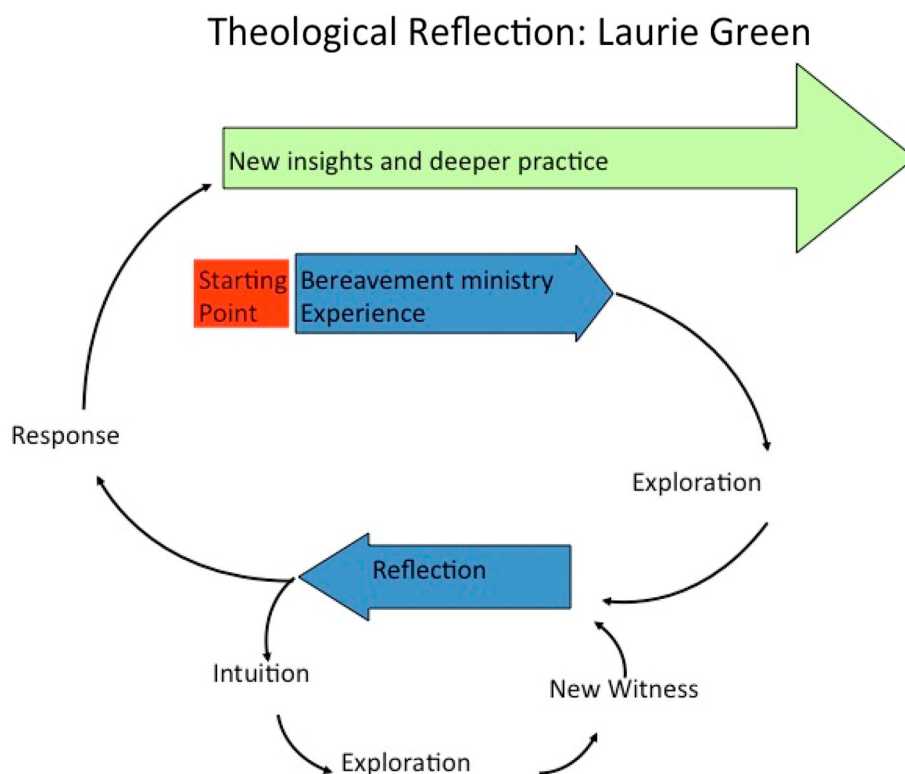 Theological Reflection: Laurie Green
New insights and deeper practice
Starting
Point
Bereavement ministry
Experience
Response
Exploration
Reflection
Intuition
New Witness
Exploration